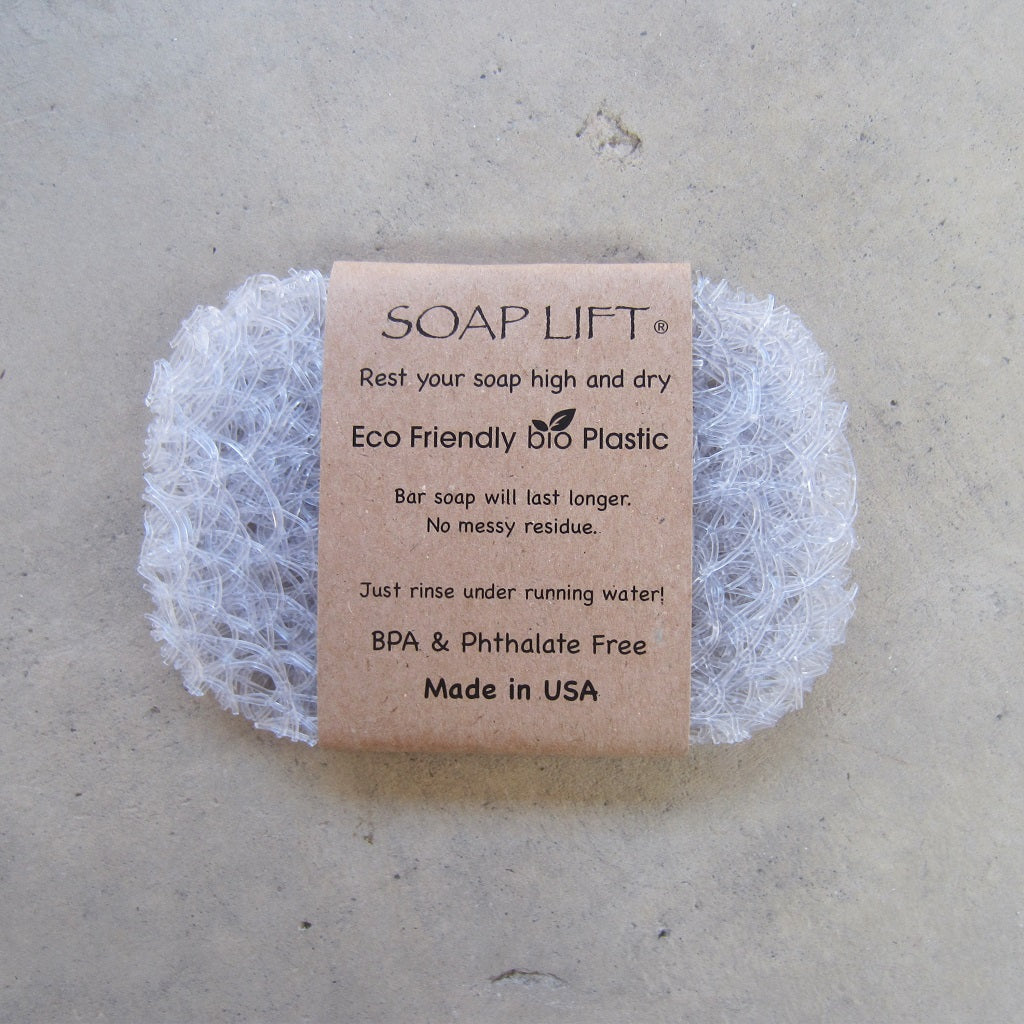 SOAP LIFT®
Rest your soap high and dry
Eco Friendly bio Plastic
Bar soap will last longer.
No messy residue.
Just rinse under running water!
BPA & Phthalate Free
Made in USA